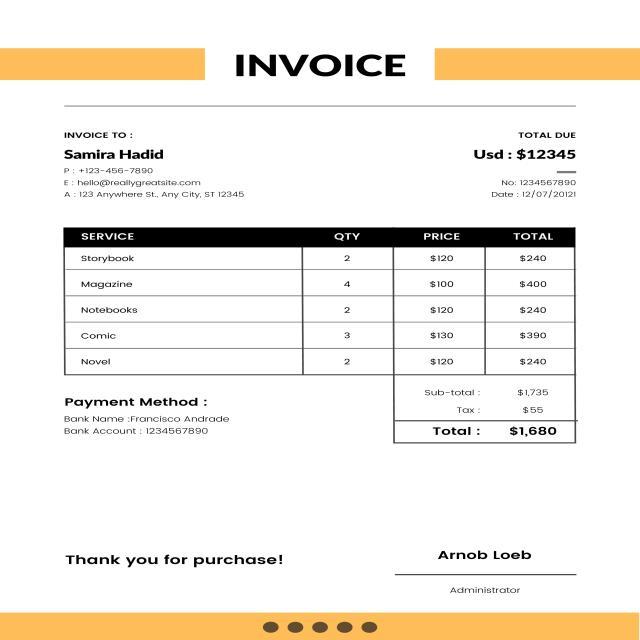 INVOICE
INVOICE TO :
TOTAL DUE
Samira Hadid
Usd : $12345
P : +123-456-7890
E : hello@reallygreatsite.com
No: 1234567890
A : 123 Anywhere St., Any City, ST 12345
Date : 12/07/20121
SERVICE QTY PRICE TOTAL
Storybook 2 $120 $240
Magazine 4 $100 $400
Notebooks 2 $120 $240
Comic 3 $130 $390
Novel 2 $120 $240
Sub-total : $1,735
Tax : $55
Total : $1,680
Payment Method :
Bank Name :Francisco Andrade
Bank Account : 1234567890
Thank you for purchase!
Arnob Loeb
Administrator